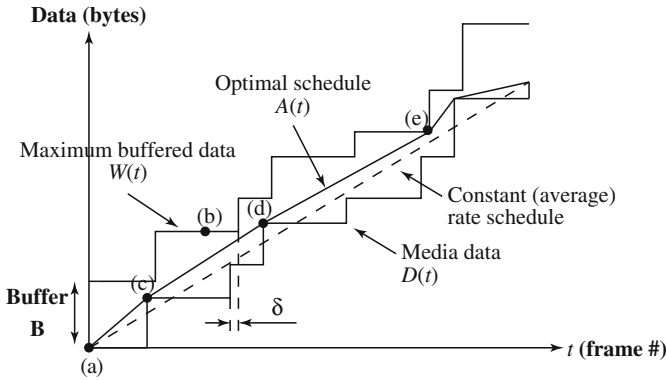 Data (bytes)
Optimal schedule
A(t)
(e)
Maximum buffered data
W(t)
(b)
(d)
Constant (average)
rate schedule
(c)
Media data
D(t)
Buffer
B
δ
(a)
t (frame #)